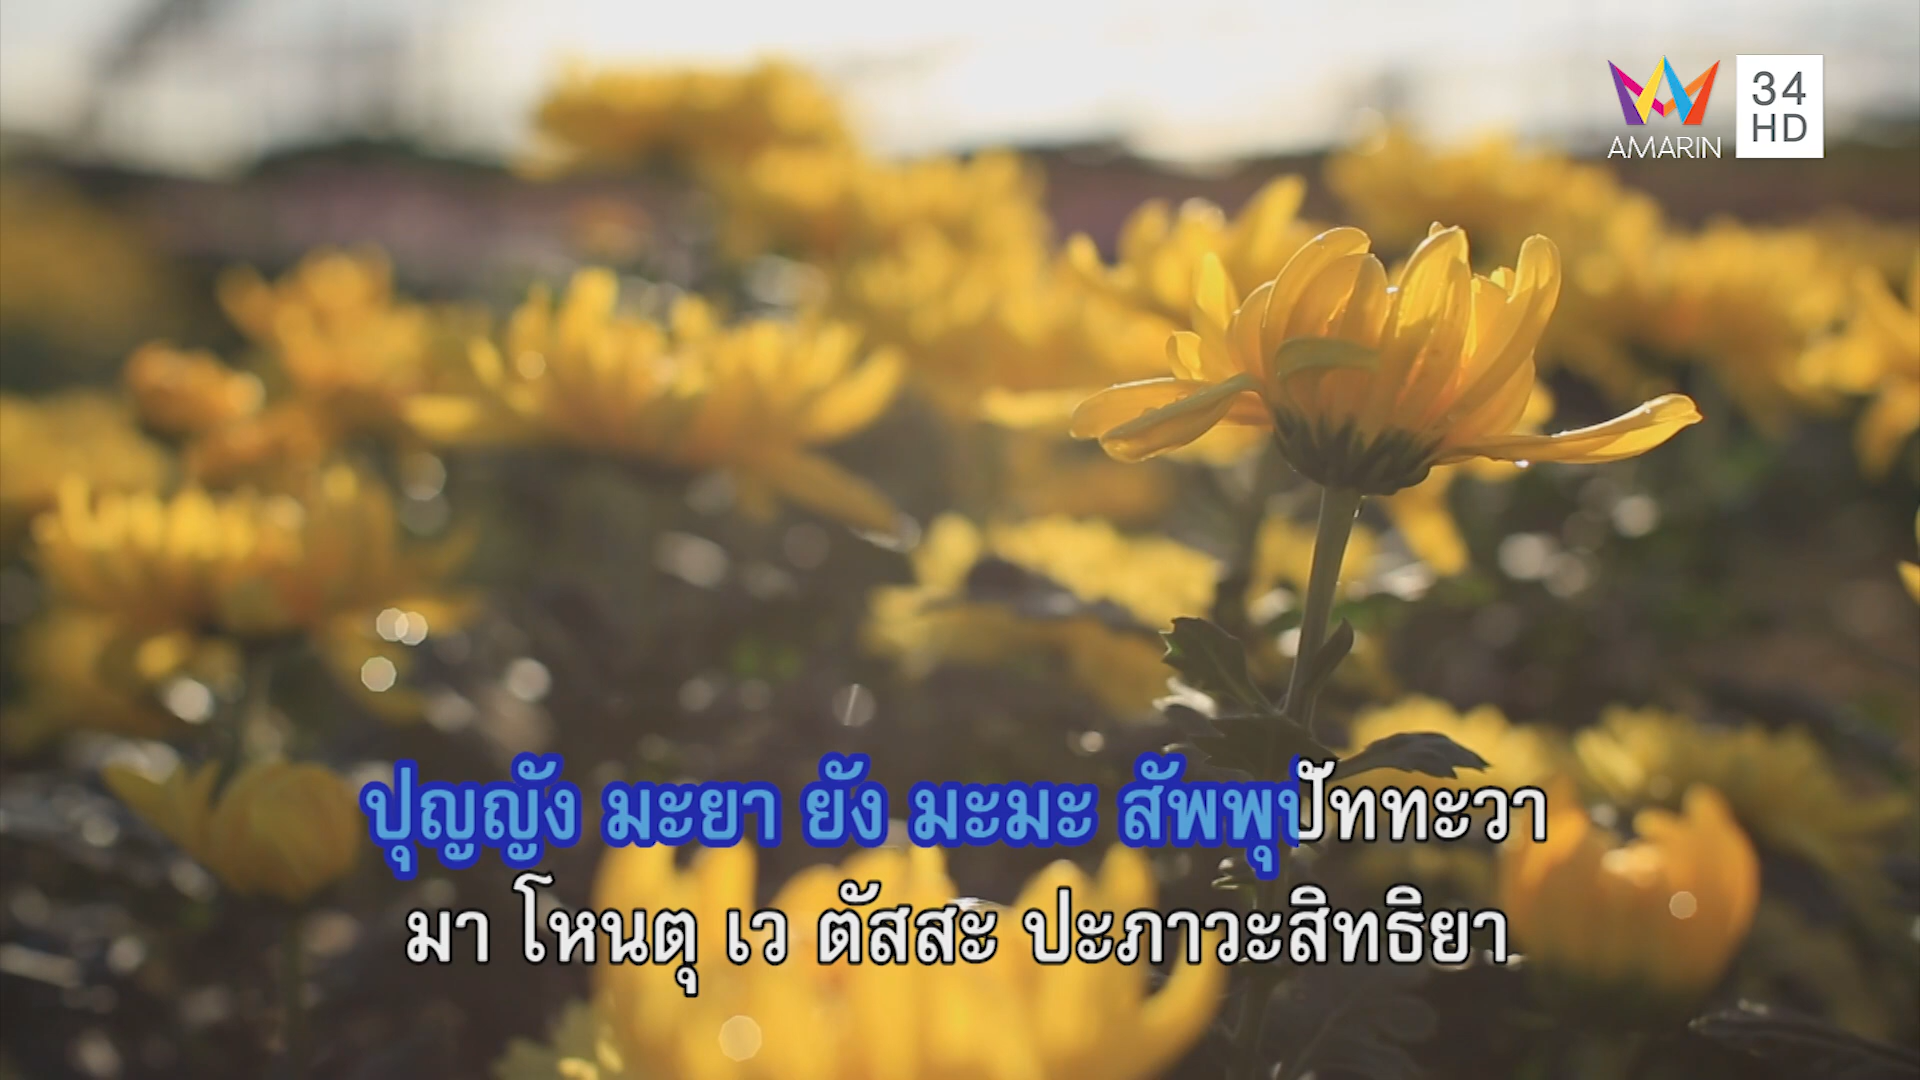 AMARIN
34
HD
ปุญญัง มะยา ยัง มะมะ สัพพุปัททะวา
มา โหนตุ เว ตัสสะ ปะภาวะสิทธิยา